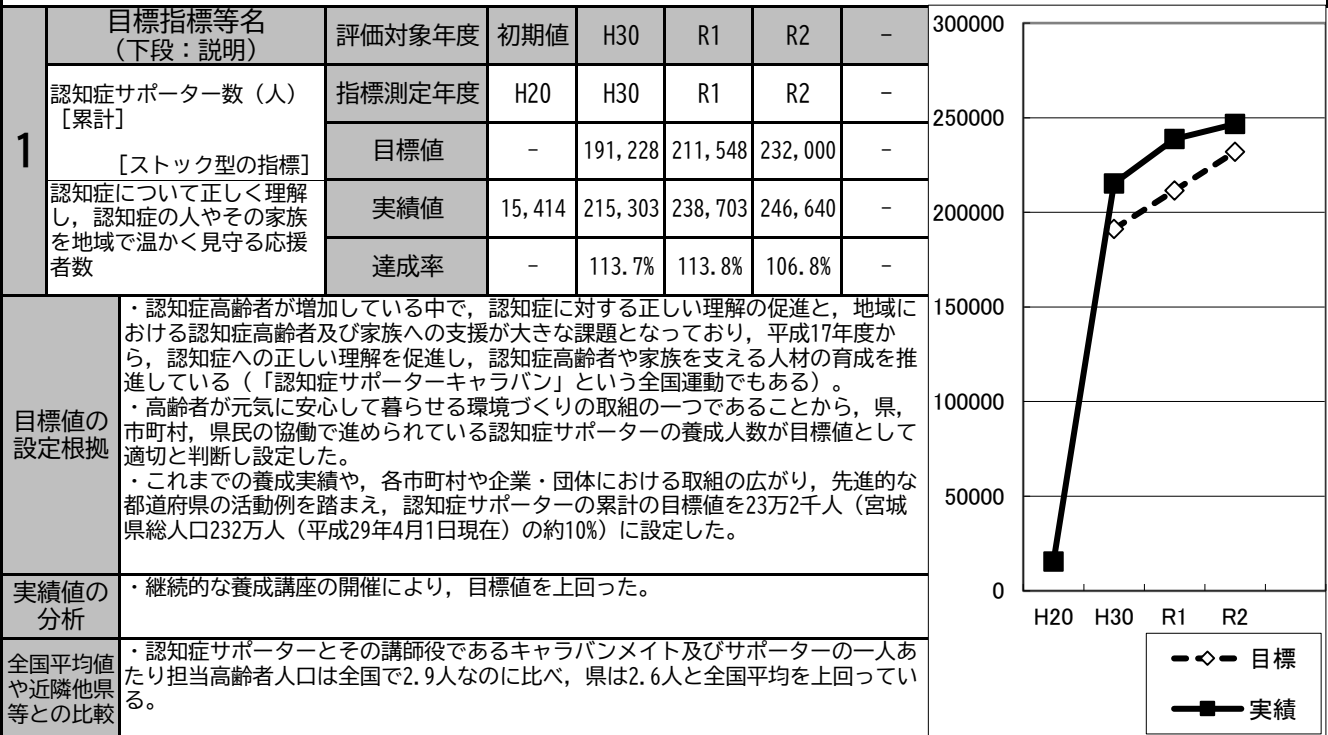 1
目標指標等名
（下段：説明）
評価対象年度 初期値 H30 R1 R2 －
認知症サポーター数（人）
［累計］
［ストック型の指標］
指標測定年度 H20 H30 R1 R2 －
目標値 － 191,228 211,548 232,000 －
認知症について正しく理解
し，認知症の人やその家族
を地域で温かく見守る応援
者数
実績値 15,414 215,303 238,703 246,640 －
達成率 － 113.7% 113.8% 106.8% －
目標値の
設定根拠
・認知症高齢者が増加している中で，認知症に対する正しい理解の促進と，地域に
おける認知症高齢者及び家族への支援が大きな課題となっており，平成17年度か
ら，認知症への正しい理解を促進し，認知症高齢者や家族を支える人材の育成を推
進している（「認知症サポーターキャラバン」という全国運動でもある）。
・高齢者が元気に安心して暮らせる環境づくりの取組の一つであることから，県，
市町村，県民の協働で進められている認知症サポーターの養成人数が目標値として
適切と判断し設定した。
・これまでの養成実績や，各市町村や企業・団体における取組の広がり，先進的な
都道府県の活動例を踏まえ，認知症サポーターの累計の目標値を23万2千人（宮城
県総人口232万人（平成29年4月1日現在）の約10%）に設定した。
実績値の
分析
・継続的な養成講座の開催により，目標値を上回った。
全国平均値
や近隣他県
等との比較
・認知症サポーターとその講師役であるキャラバンメイト及びサポーターの一人あ
たり担当高齢者人口は全国で2.9人なのに比べ，県は2.6人と全国平均を上回ってい
る。
300000
250000
200000
150000
100000
50000
0
H20 H30 R1 R2
目標
実績